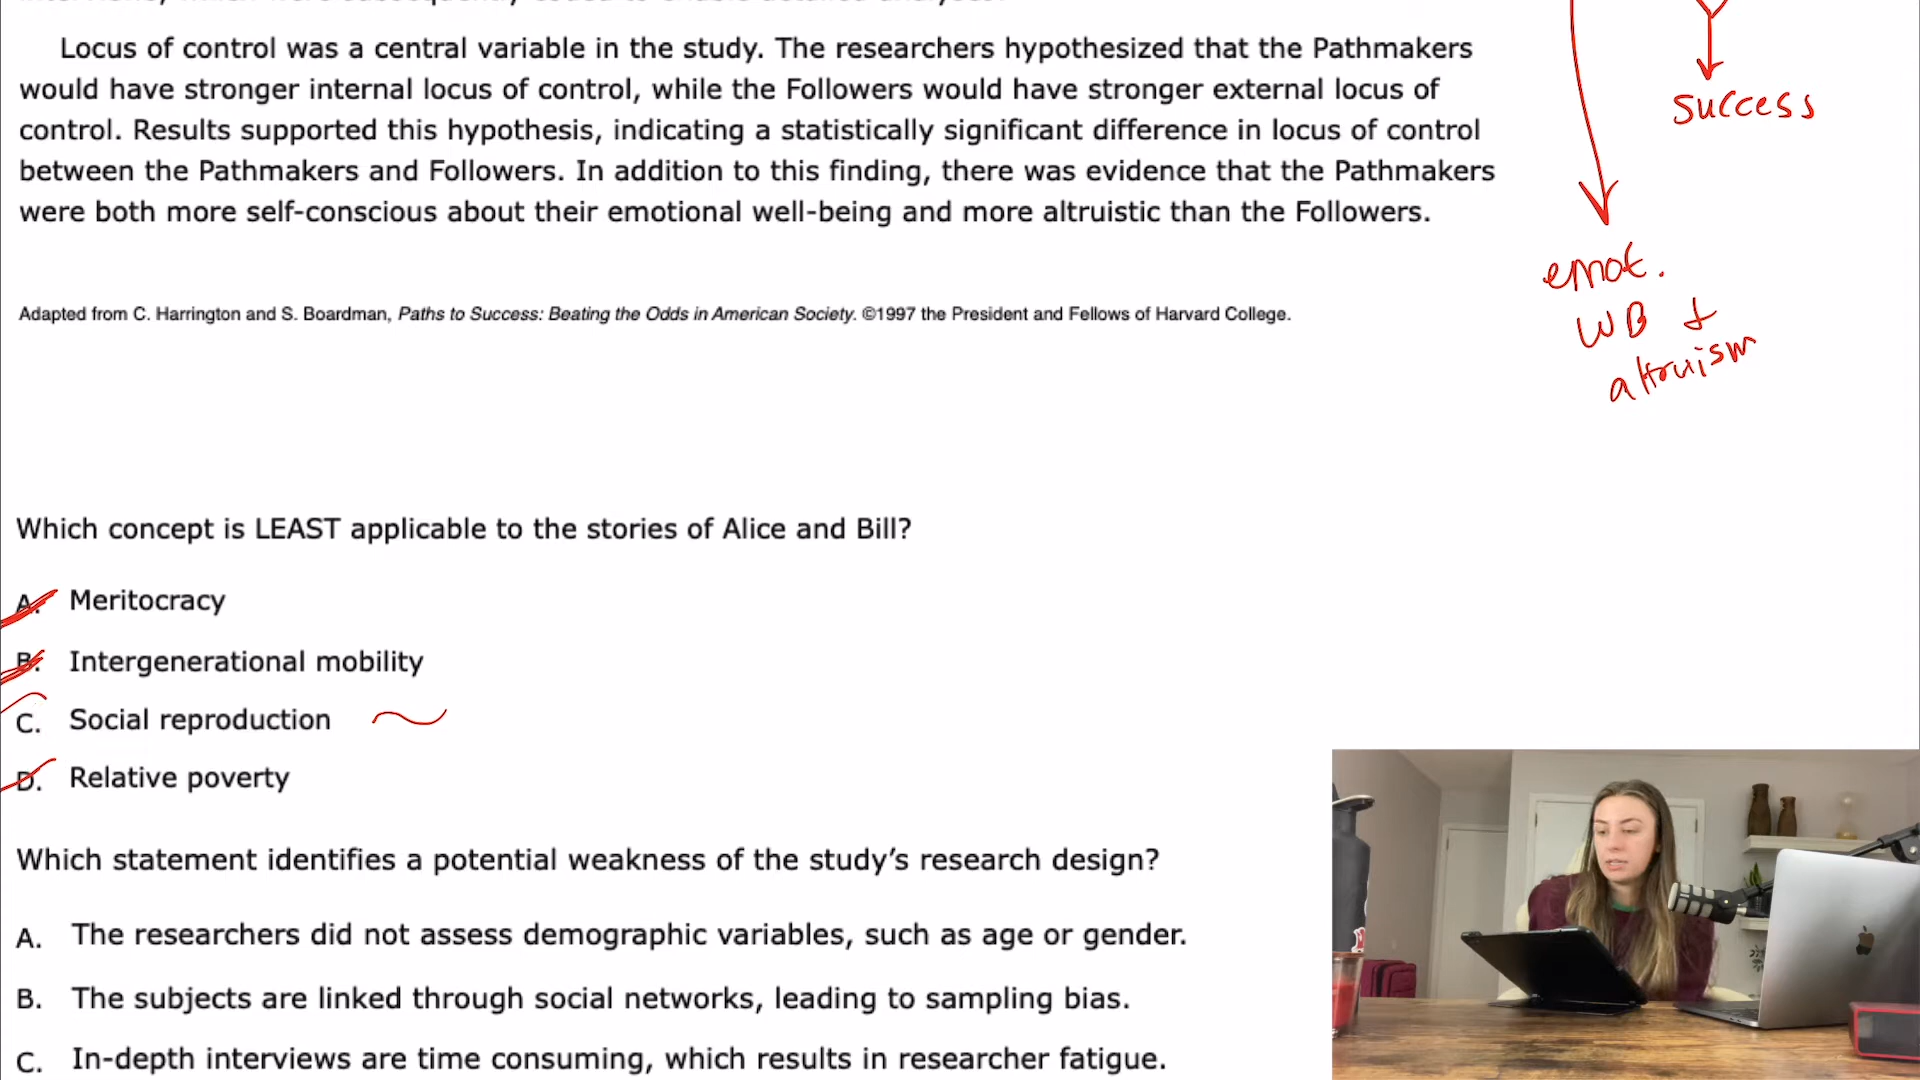 Locus of control was a central variable in the study. The researchers hypothesized that the Pathmakers
would have stronger internal locus of control, while the Followers would have stronger external locus of
control. Results supported this hypothesis, indicating a statistically significant difference in locus of control
between the Pathmakers and Followers. In addition to this finding, there was evidence that the Pathmakers
were both more self-conscious about their emotional well-being and more altruistic than the Followers.
Adapted from C. Harrington and S. Boardman, Paths to Success: Beating the Odds in American Society. ©1997 the President and Fellows of Harvard College.
success
emot.
WB &
altruism
Which concept is LEAST applicable to the stories of Alice and Bill?
A. Meritocracy
B. Intergenerational mobility
C. Social reproduction
D. Relative poverty
Which statement identifies a potential weakness of the study's research design?
A. The researchers did not assess demographic variables, such as age or gender.
B. The subjects are linked through social networks, leading to sampling bias.
C. In-depth interviews are time consuming, which results in researcher fatigue.